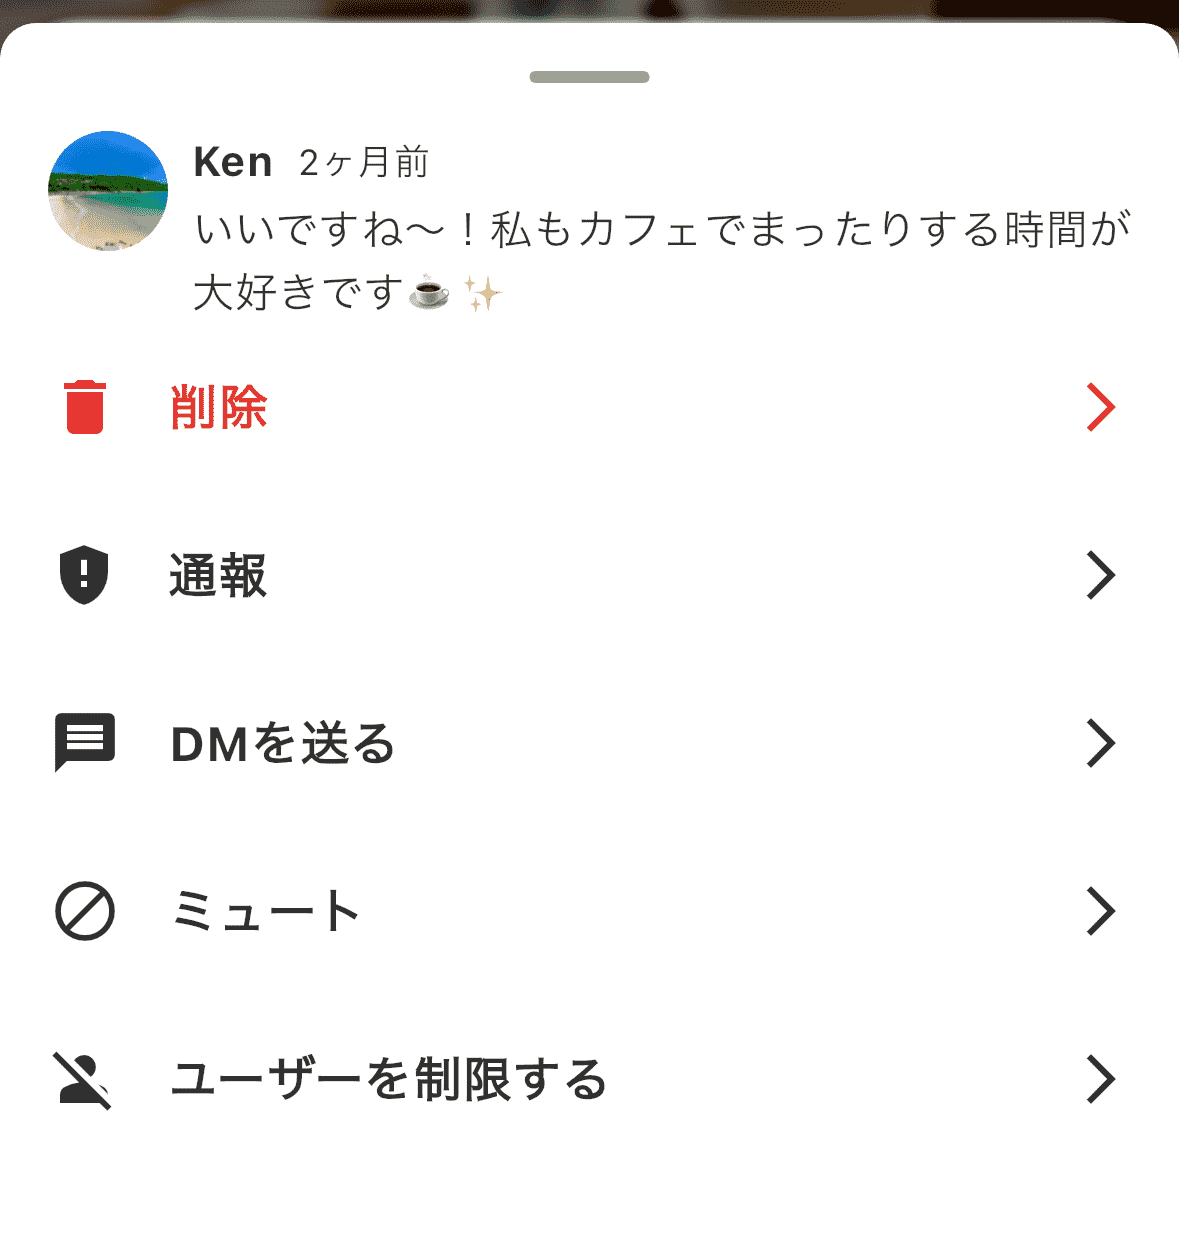 Ken 2ヶ月前
いいですね〜！私もカフェでまったりする時間が
大好きです☕✨
削除
通報
DMを送る
ミュート
ユーザーを制限する